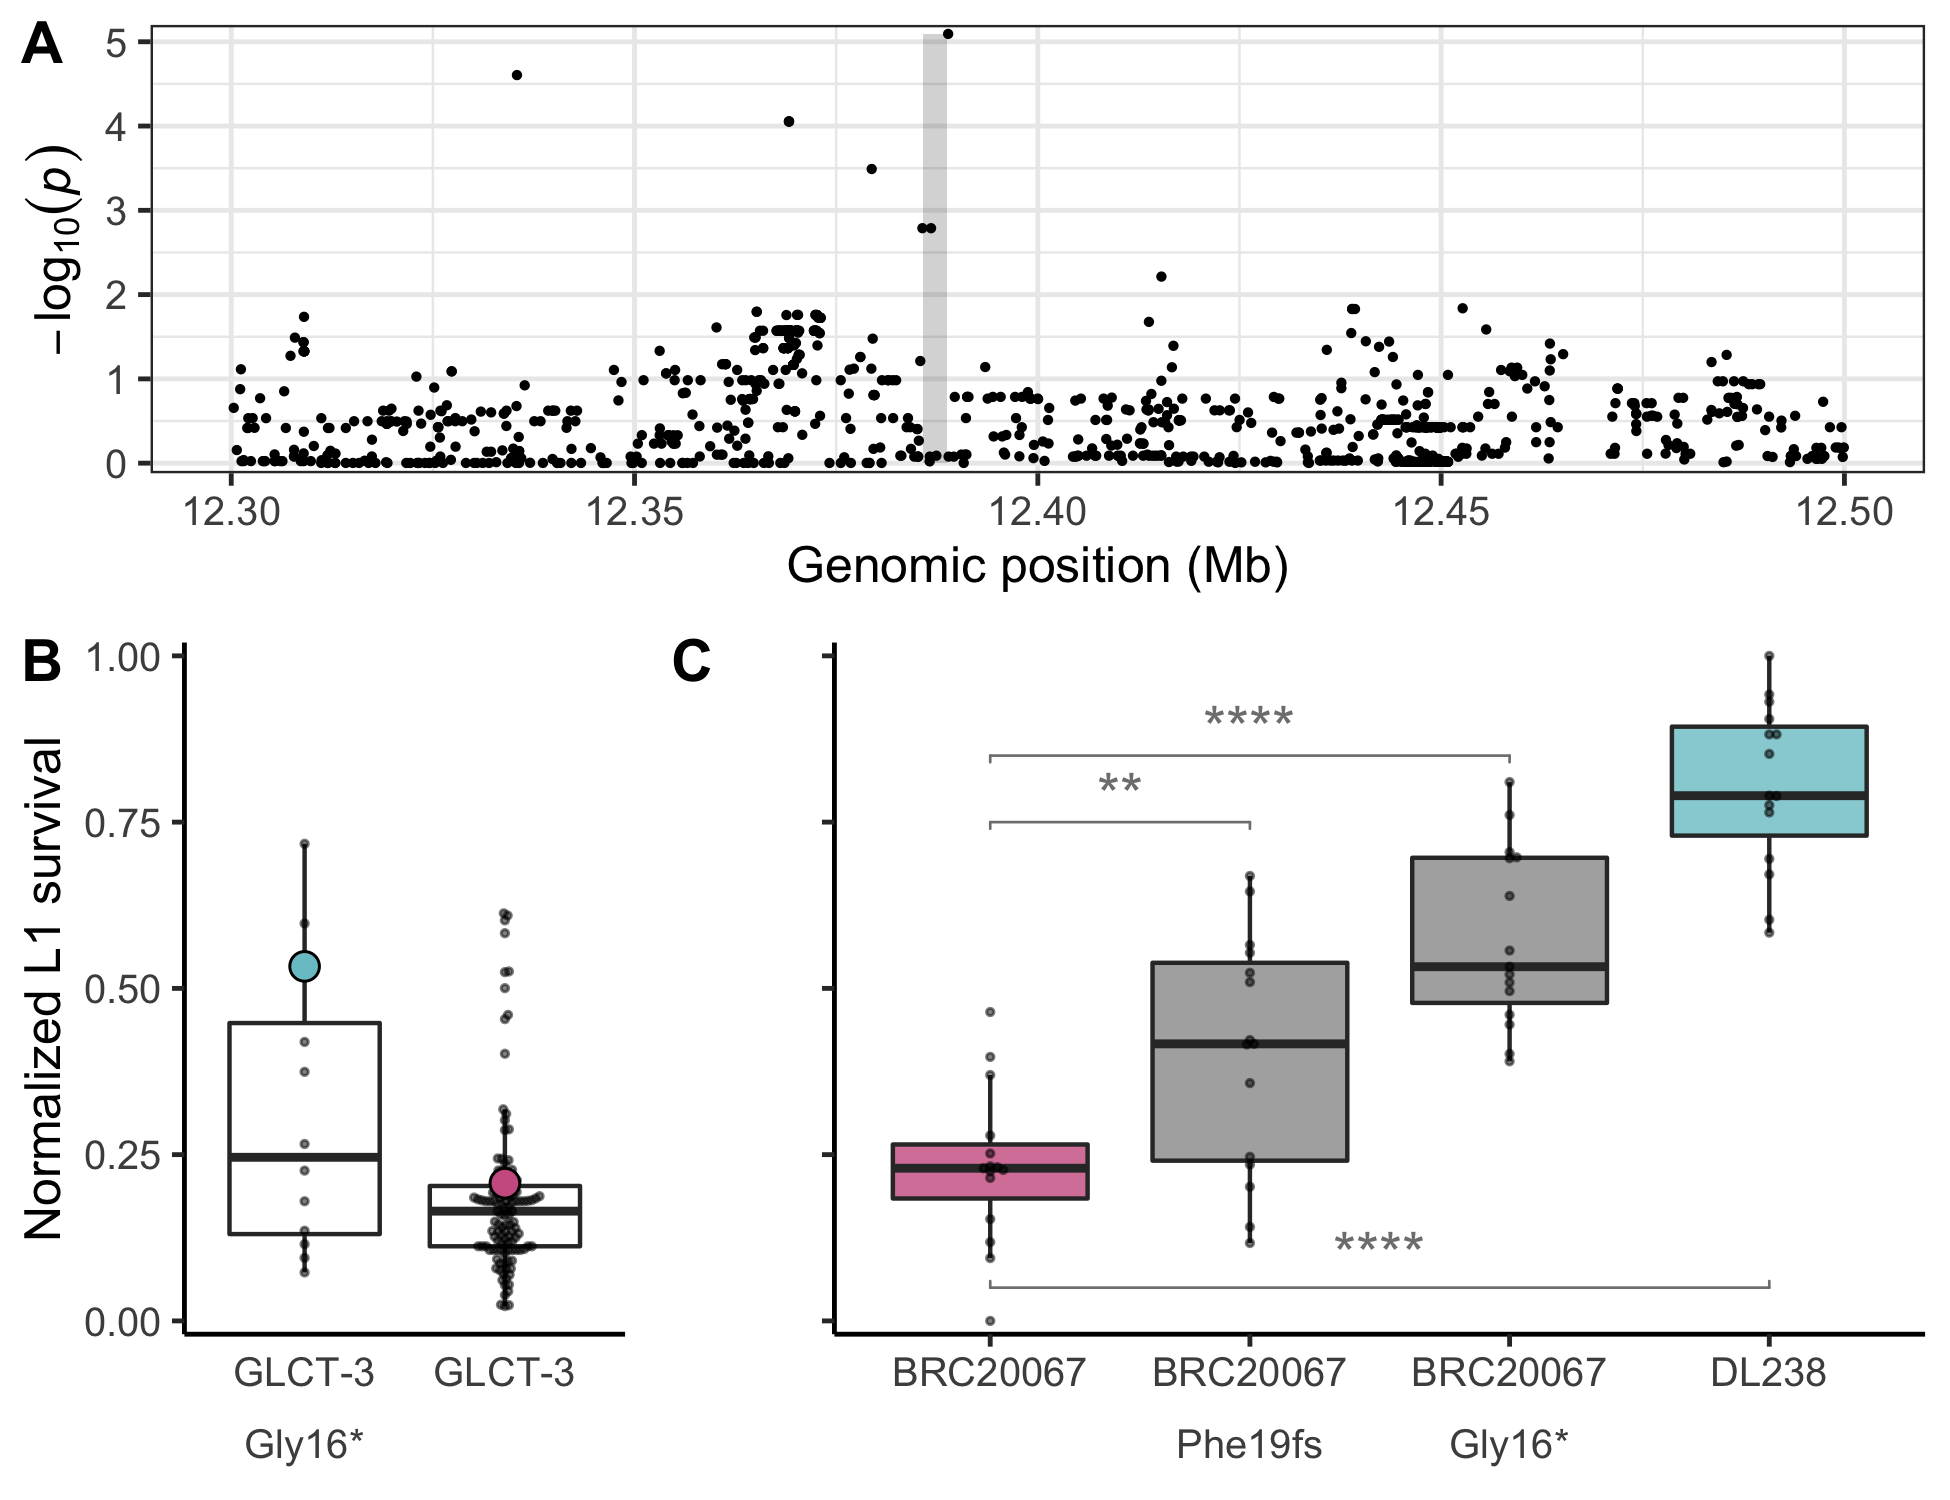 A
5
4
3
2
1
0
−log10(p)
12.30 12.35 12.40 12.45 12.50
Genomic position (Mb)
B
C
1.00
0.75
0.50
0.25
0.00
Normalized L1 survival
****
**
****
GLCT-3 GLCT-3 BRC20067 BRC20067 BRC20067 DL238
Gly16* Phe19fs Gly16*